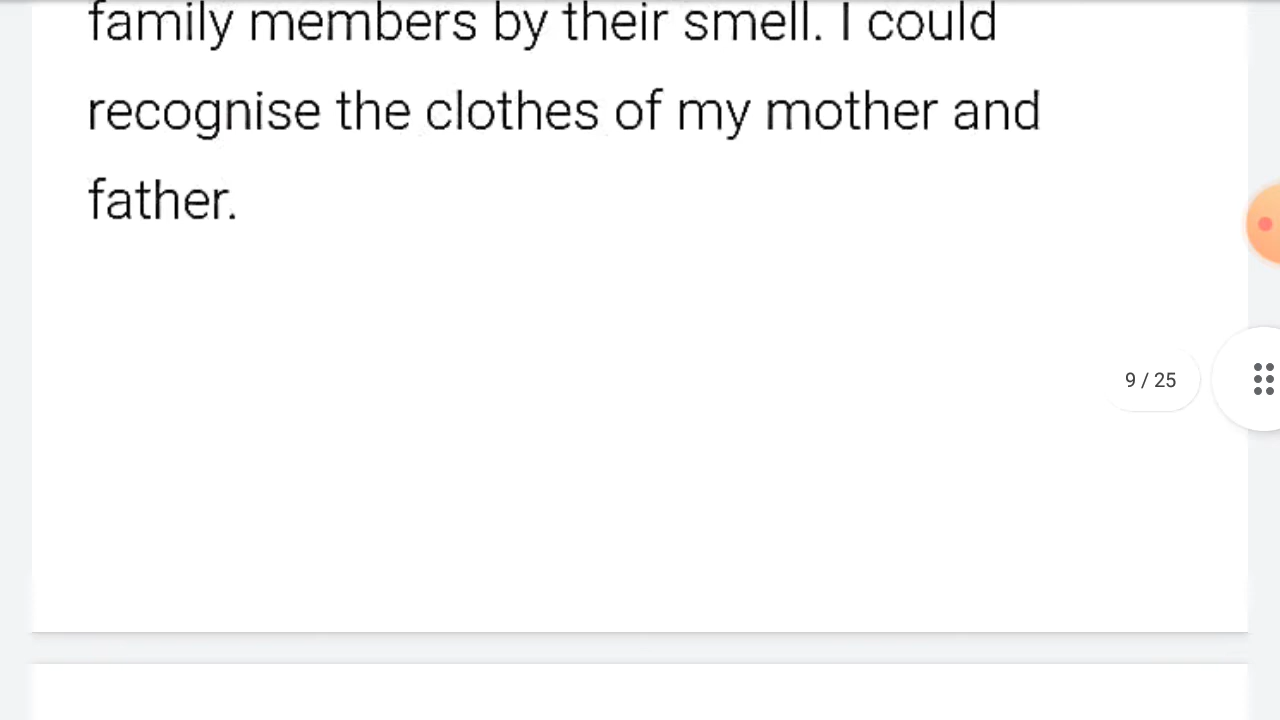 family members by their smell. I could
recognise the clothes of my mother and
father.
9 / 25